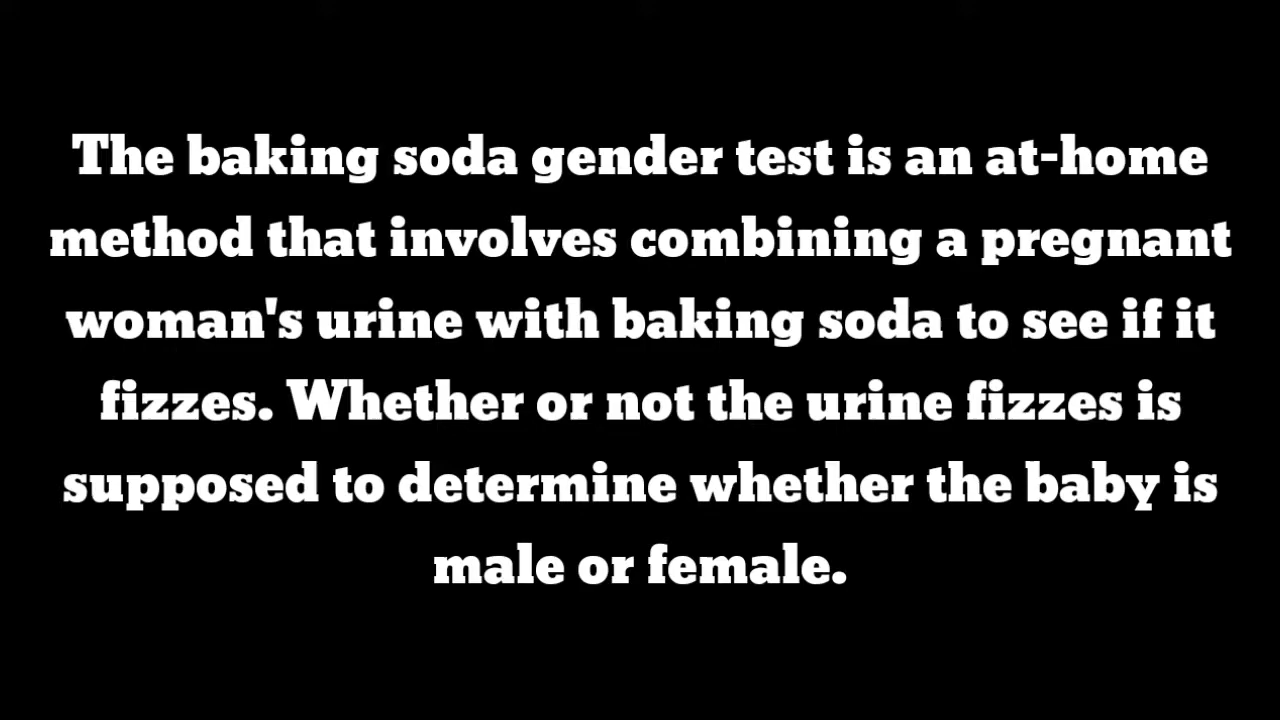 The baking soda gender test is an at-home
method that involves combining a pregnant
woman's urine with baking soda to see if it
fizzes. Whether or not the urine fizzes is
supposed to determine whether the baby is
male or female.